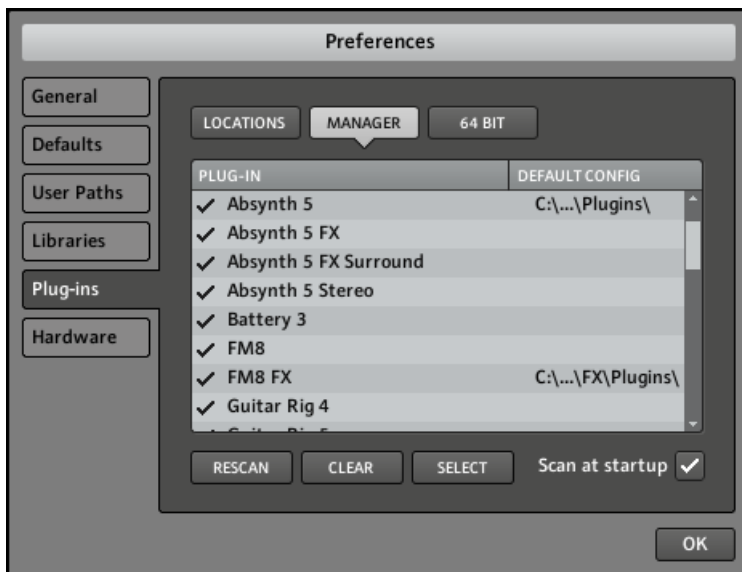 Preferences
General
Defaults
User Paths
Libraries
Plug-ins
Hardware
LOCATIONS MANAGER 64 BIT
PLUG-IN DEFAULT CONFIG
Absynth 5 C:\...\Plugins\
Absynth 5 FX
Absynth 5 FX Surround
Absynth 5 Stereo
Battery 3
FM8
FM8 FX C:\...\FX\Plugins\
Guitar Rig 4
RESCAN CLEAR SELECT Scan at startup
OK